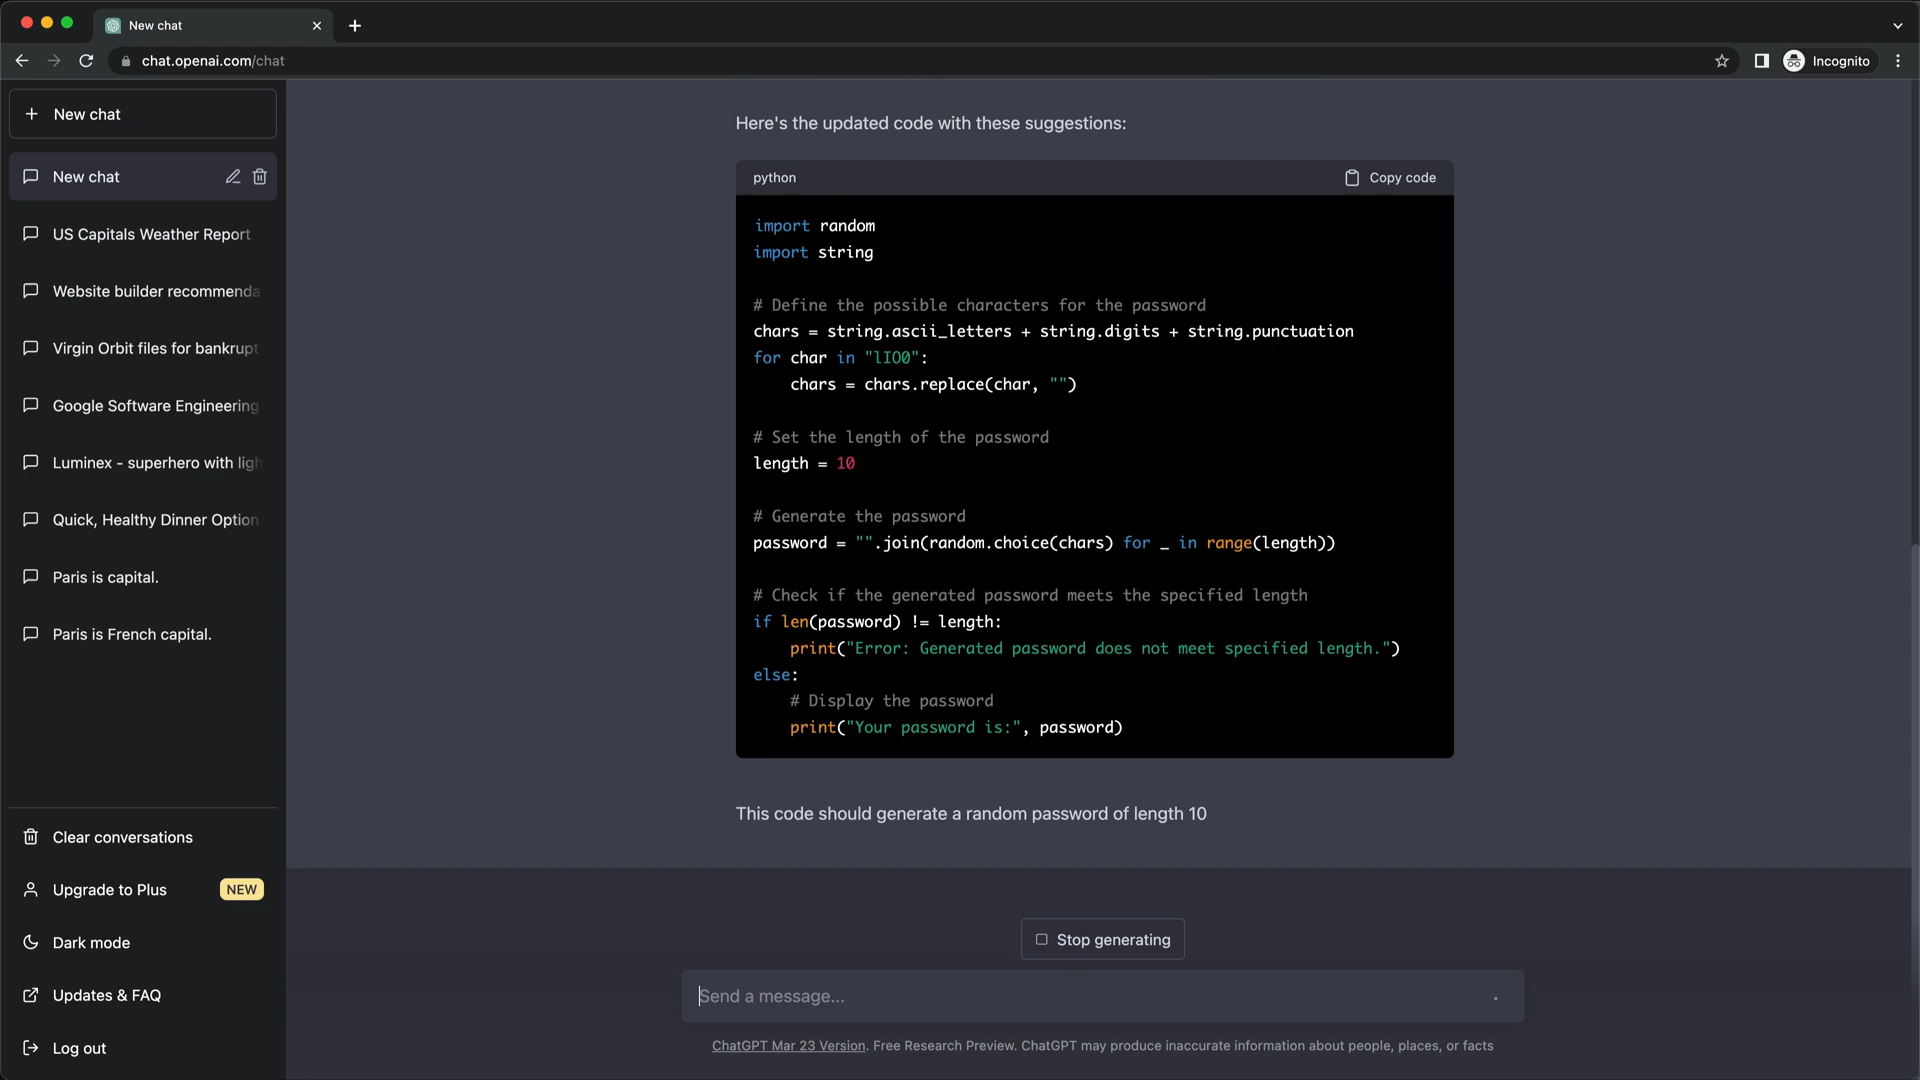 New chat
chat.openai.com/chat
Incognito
New chat
New chat
US Capitals Weather Report
Website builder recommenda
Virgin Orbit files for bankrupt
Google Software Engineering
Luminex - superhero with ligh
Quick, Healthy Dinner Option
Paris is capital.
Paris is French capital.
Clear conversations
Upgrade to Plus NEW
Dark mode
Updates & FAQ
Log out
Here's the updated code with these suggestions:
python Copy code
import random
import string
# Define the possible characters for the password
chars = string.ascii_letters + string.digits + string.punctuation
for char in "lIO0":
    chars = chars.replace(char, "")
# Set the length of the password
length = 10
# Generate the password
password = "".join(random.choice(chars) for _ in range(length))
# Check if the generated password meets the specified length
if len(password) != length:
    print("Error: Generated password does not meet specified length.")
else:
    # Display the password
    print("Your password is:", password)
This code should generate a random password of length 10
Stop generating
Send a message...
ChatGPT Mar 23 Version. Free Research Preview. ChatGPT may produce inaccurate information about people, places, or facts